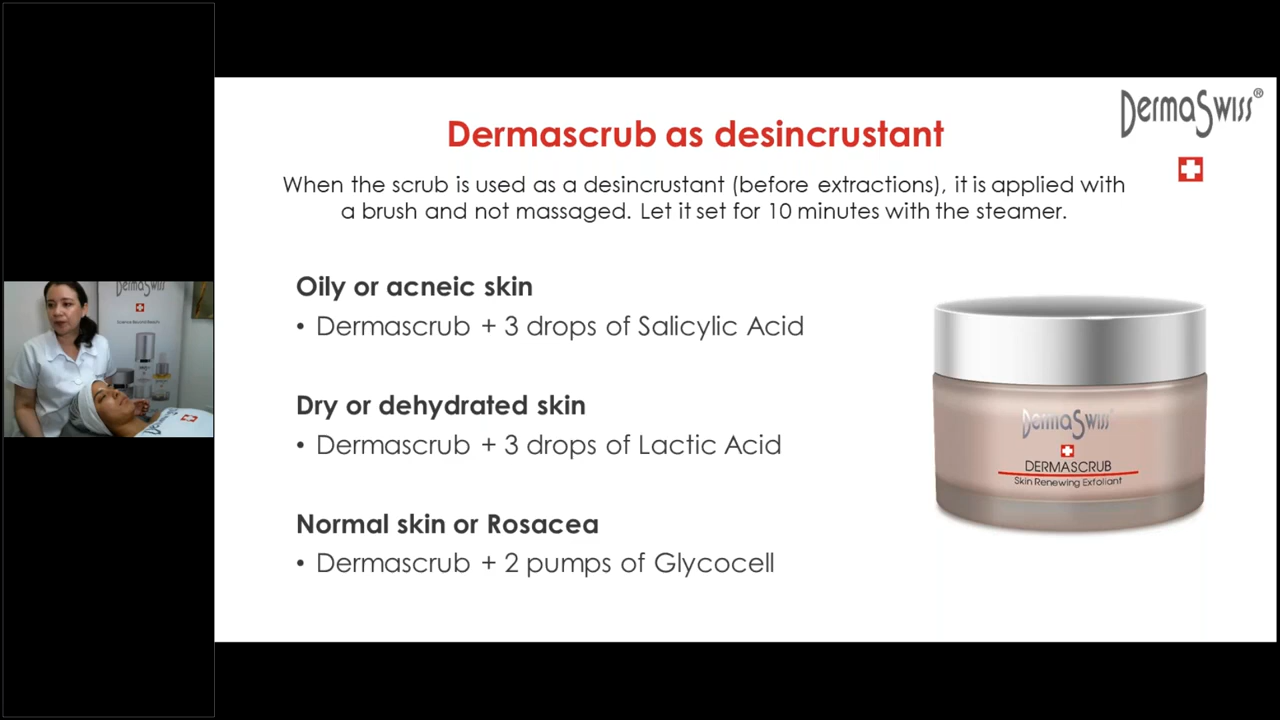 Dermascrub as desincrustant
DermaSwiss®
When the scrub is used as a desincrustant (before extractions), it is applied with
a brush and not massaged. Let it set for 10 minutes with the steamer.
Oily or acneic skin
• Dermascrub + 3 drops of Salicylic Acid
Dry or dehydrated skin
• Dermascrub + 3 drops of Lactic Acid
Normal skin or Rosacea
• Dermascrub + 2 pumps of Glycocell
DermaSwiss
DERMASCRUB
Skin Renewing Exfoliant
DermaSwiss